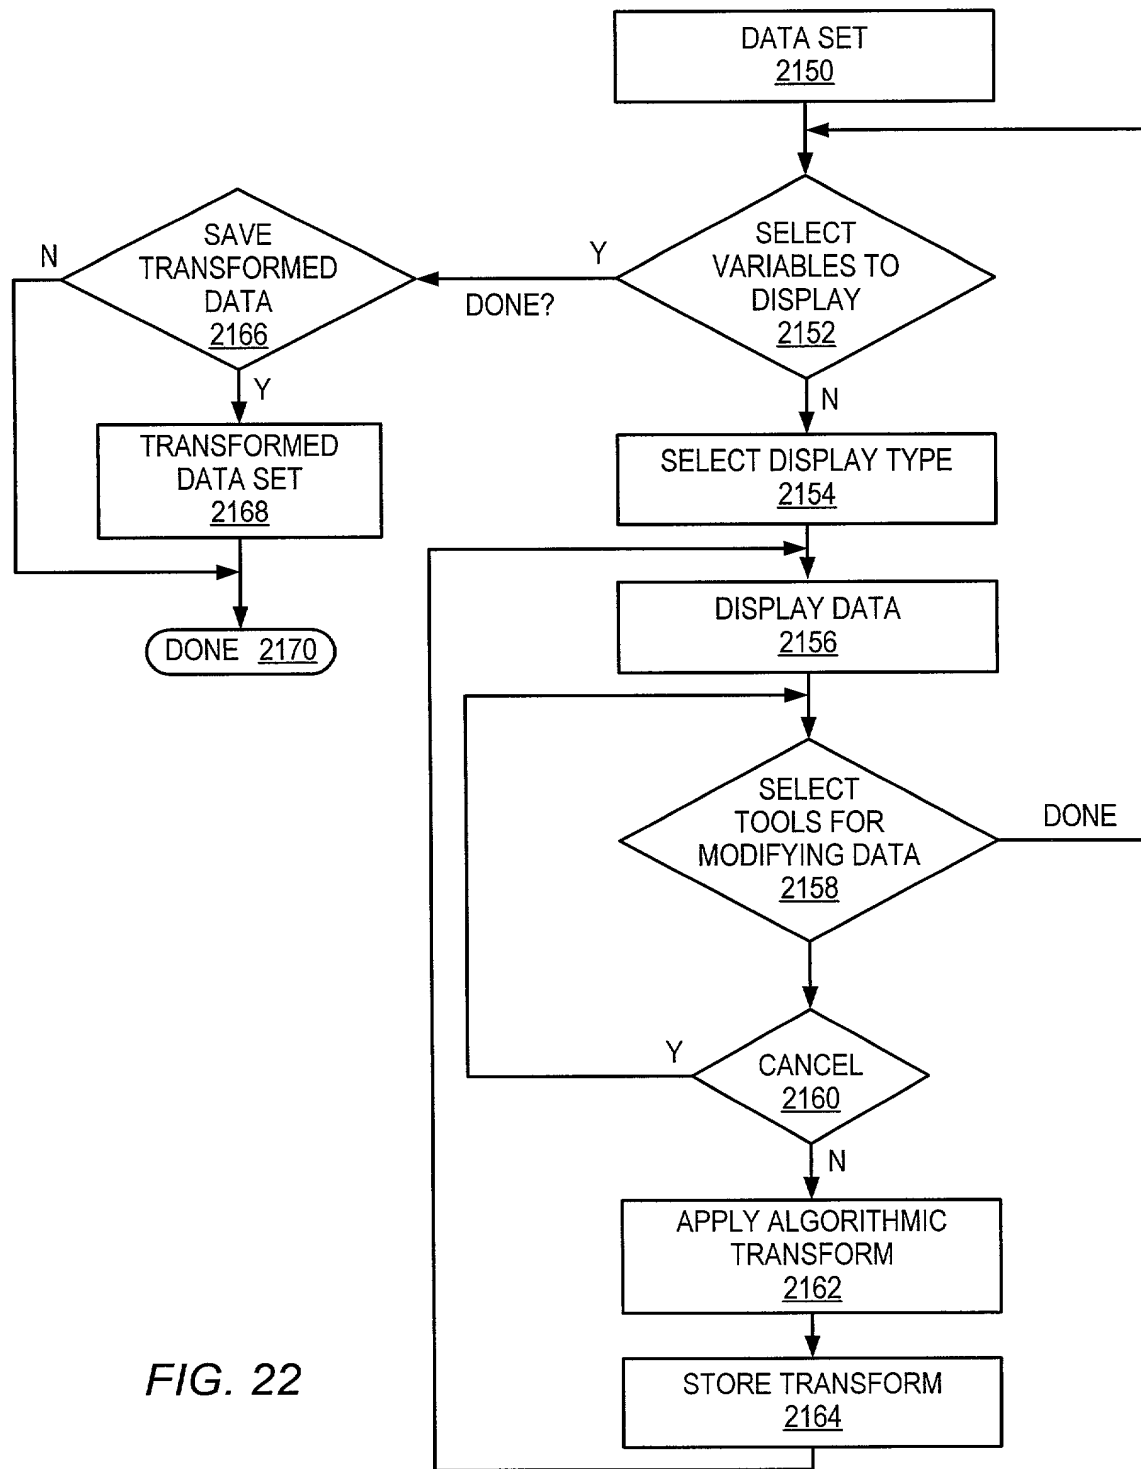 DATA SET
2150
SELECT
VARIABLES TO
DISPLAY
2152
Y
DONE?
N
SAVE
TRANSFORMED
DATA
2166
N
Y
TRANSFORMED
DATA SET
2168
DONE 2170
SELECT DISPLAY TYPE
2154
DISPLAY DATA
2156
SELECT
TOOLS FOR
MODIFYING DATA
2158
DONE
CANCEL
2160
Y
N
APPLY ALGORITHMIC
TRANSFORM
2162
STORE TRANSFORM
2164
FIG. 22